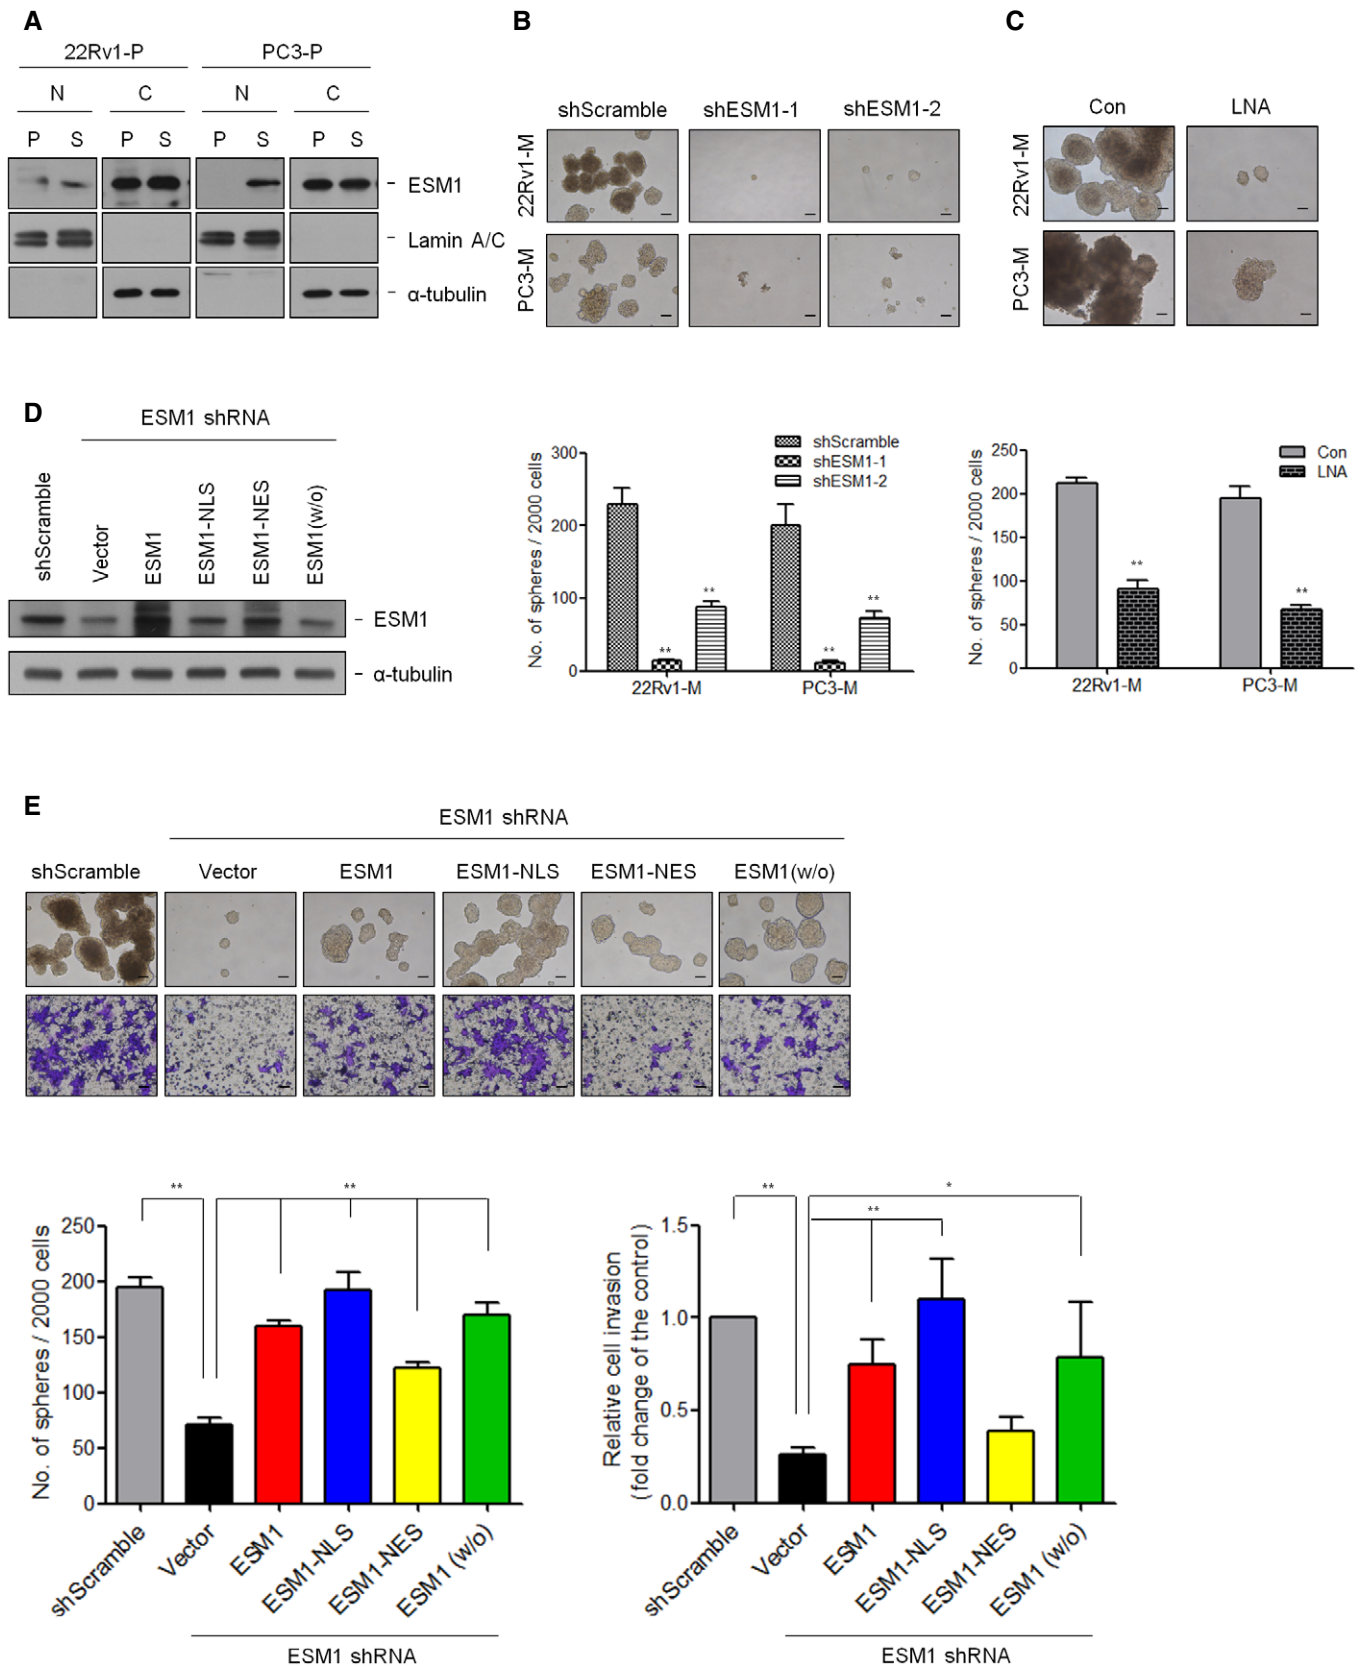 A
22Rv1-P PC3-P
N C N C
P S P S P S P S
ESM1
Lamin A/C
α-tubulin
B
shScramble shESM1-1 shESM1-2
22Rv1-M
PC3-M
C
Con LNA
22Rv1-M
PC3-M
D
ESM1 shRNA
shScramble
Vector
ESM1
ESM1-NLS
ESM1-NES
ESM1(w/o)
ESM1
α-tubulin
No. of spheres / 2000 cells
300
200
100
0
shScramble
shESM1-1
shESM1-2
** ** ** **
22Rv1-M PC3-M
No. of spheres / 2000 cells
250
200
150
100
50
0
Con
LNA
** **
22Rv1-M PC3-M
E
ESM1 shRNA
shScramble Vector ESM1 ESM1-NLS ESM1-NES ESM1(w/o)
** **
No. of spheres / 2000 cells
250
200
150
100
50
0
shScramble
Vector
ESM1
ESM1-NLS
ESM1-NES
ESM1 (w/o)
ESM1 shRNA
** *
**
Relative cell invasion
(fold change of the control)
1.5
1.0
0.5
0.0
shScramble
Vector
ESM1
ESM1-NLS
ESM1-NES
ESM1 (w/o)
ESM1 shRNA